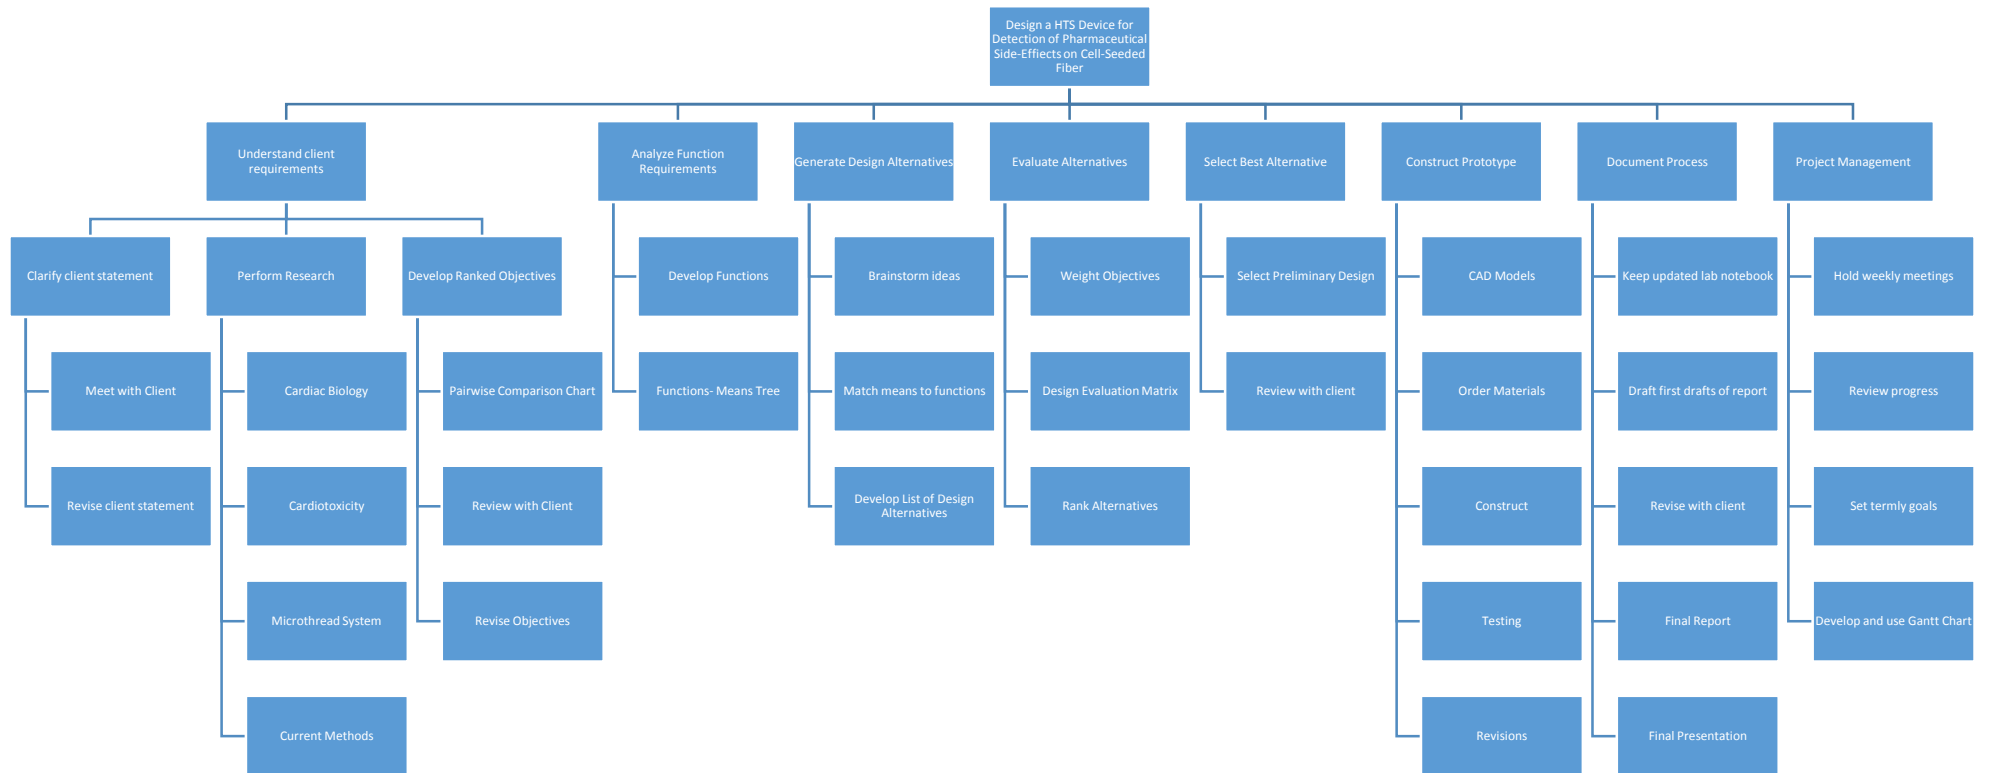 Design a HTS Device for
Detection of Pharmaceutical
Side-Effiects on Cell-Seeded
Fiber
Understand client
requirements
Analyze Function
Requirements
Generate Design Alternatives
Evaluate Alternatives
Select Best Alternative
Construct Prototype
Document Process
Project Management
Clarify client statement
Perform Research
Develop Ranked Objectives
Develop Functions
Brainstorm ideas
Weight Objectives
Select Preliminary Design
CAD Models
Keep updated lab notebook
Hold weekly meetings
Meet with Client
Cardiac Biology
Pairwise Comparison Chart
Functions- Means Tree
Match means to functions
Design Evaluation Matrix
Review with client
Order Materials
Draft first drafts of report
Review progress
Revise client statement
Cardiotoxicity
Review with Client
Develop List of Design
Alternatives
Rank Alternatives
Construct
Revise with client
Set termly goals
Microthread System
Revise Objectives
Testing
Final Report
Develop and use Gantt Chart
Current Methods
Revisions
Final Presentation